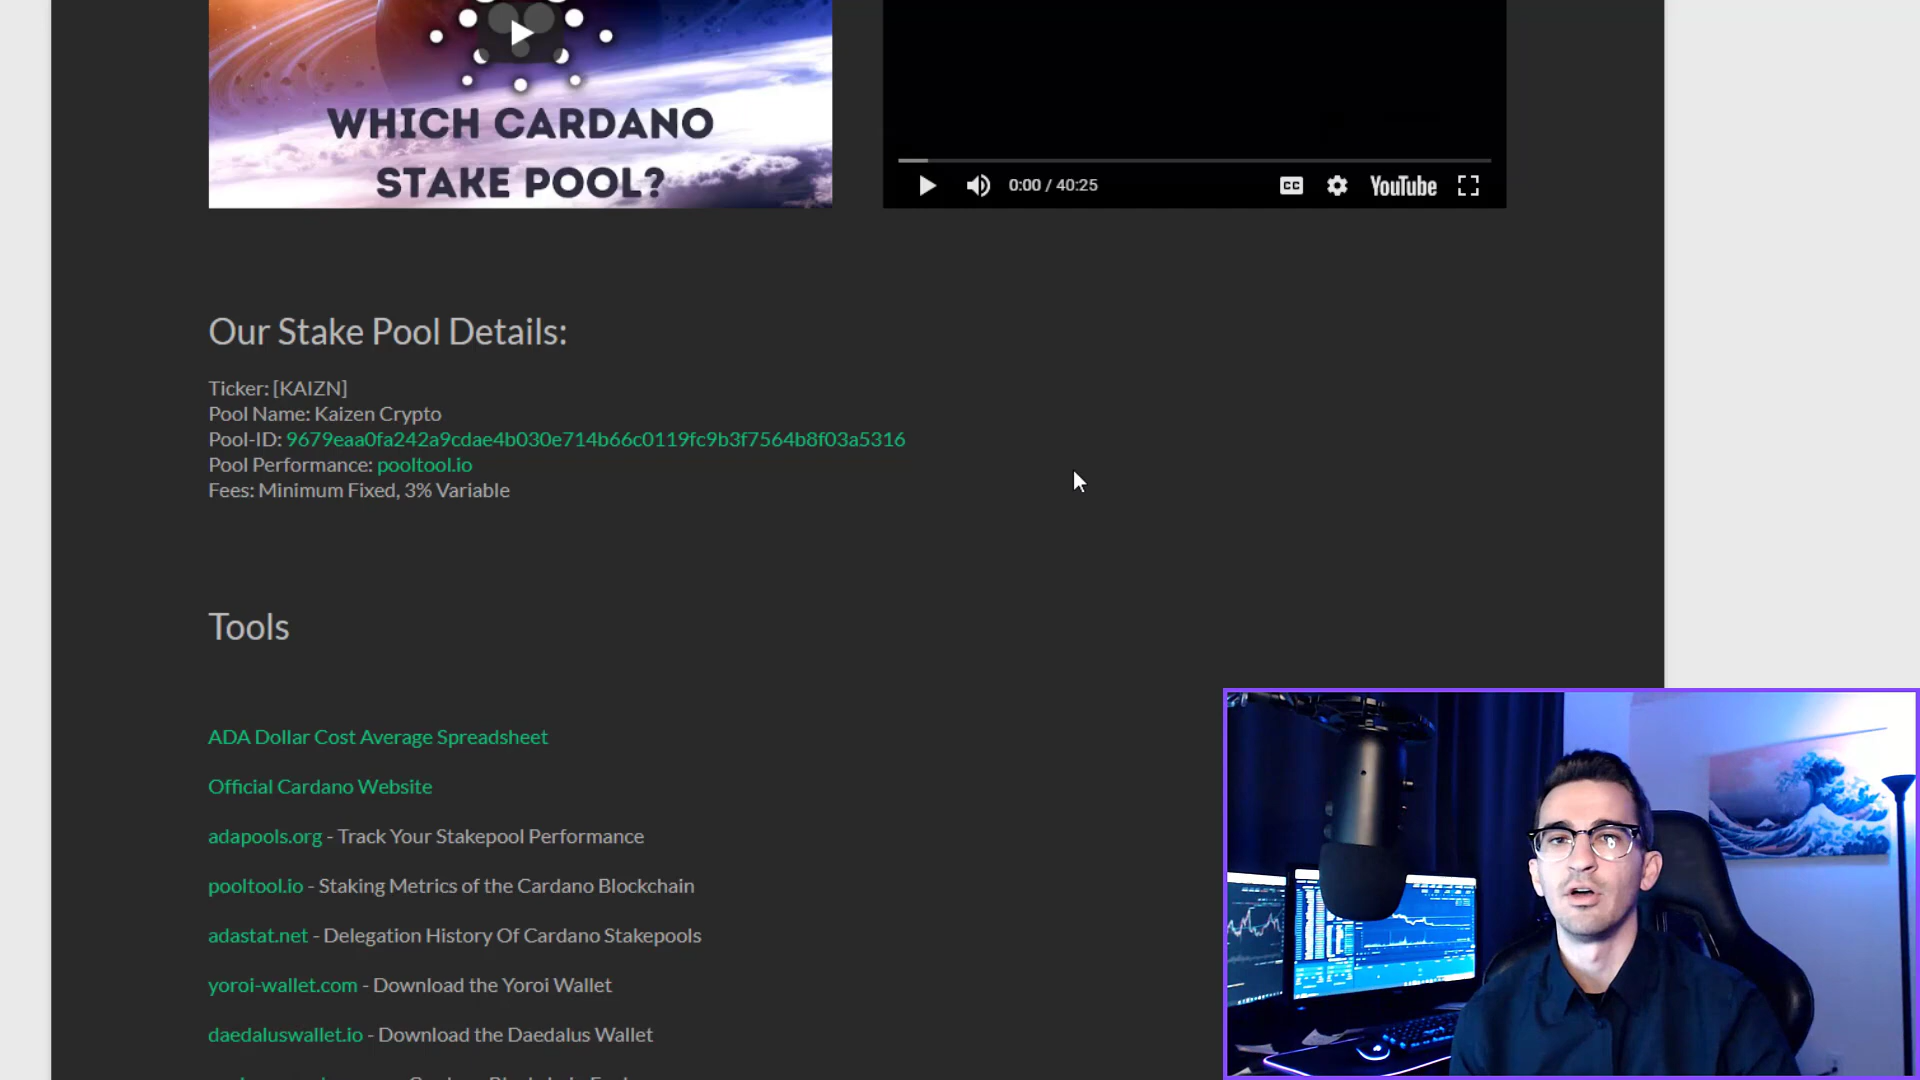 WHICH CARDANO
STAKE POOL?
0:00 / 40:25
CC
YouTube
Our Stake Pool Details:
Ticker: [KAIZN]
Pool Name: Kaizen Crypto
Pool-ID: 9679eaa0fa242a9cdae4b030e714b66c0119fc9b3f7564b8f03a5316
Pool Performance: pooltool.io
Fees: Minimum Fixed, 3% Variable
Tools
ADA Dollar Cost Average Spreadsheet
Official Cardano Website
adapools.org - Track Your Stakepool Performance
pooltool.io - Staking Metrics of the Cardano Blockchain
adastat.net - Delegation History Of Cardano Stakepools
yoroi-wallet.com - Download the Yoroi Wallet
daedaluswallet.io - Download the Daedalus Wallet